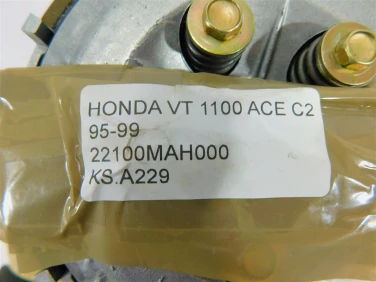 HONDA VT 1100 ACE C2
95-99
22100MAH000
KS.A229